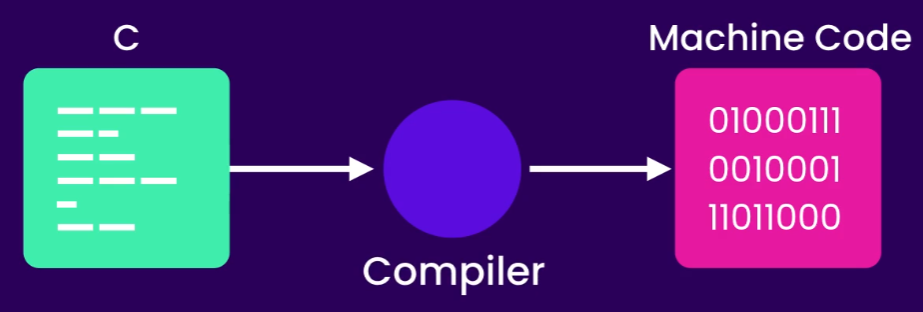 C
Machine Code
01000111
0010001
11011000
Compiler